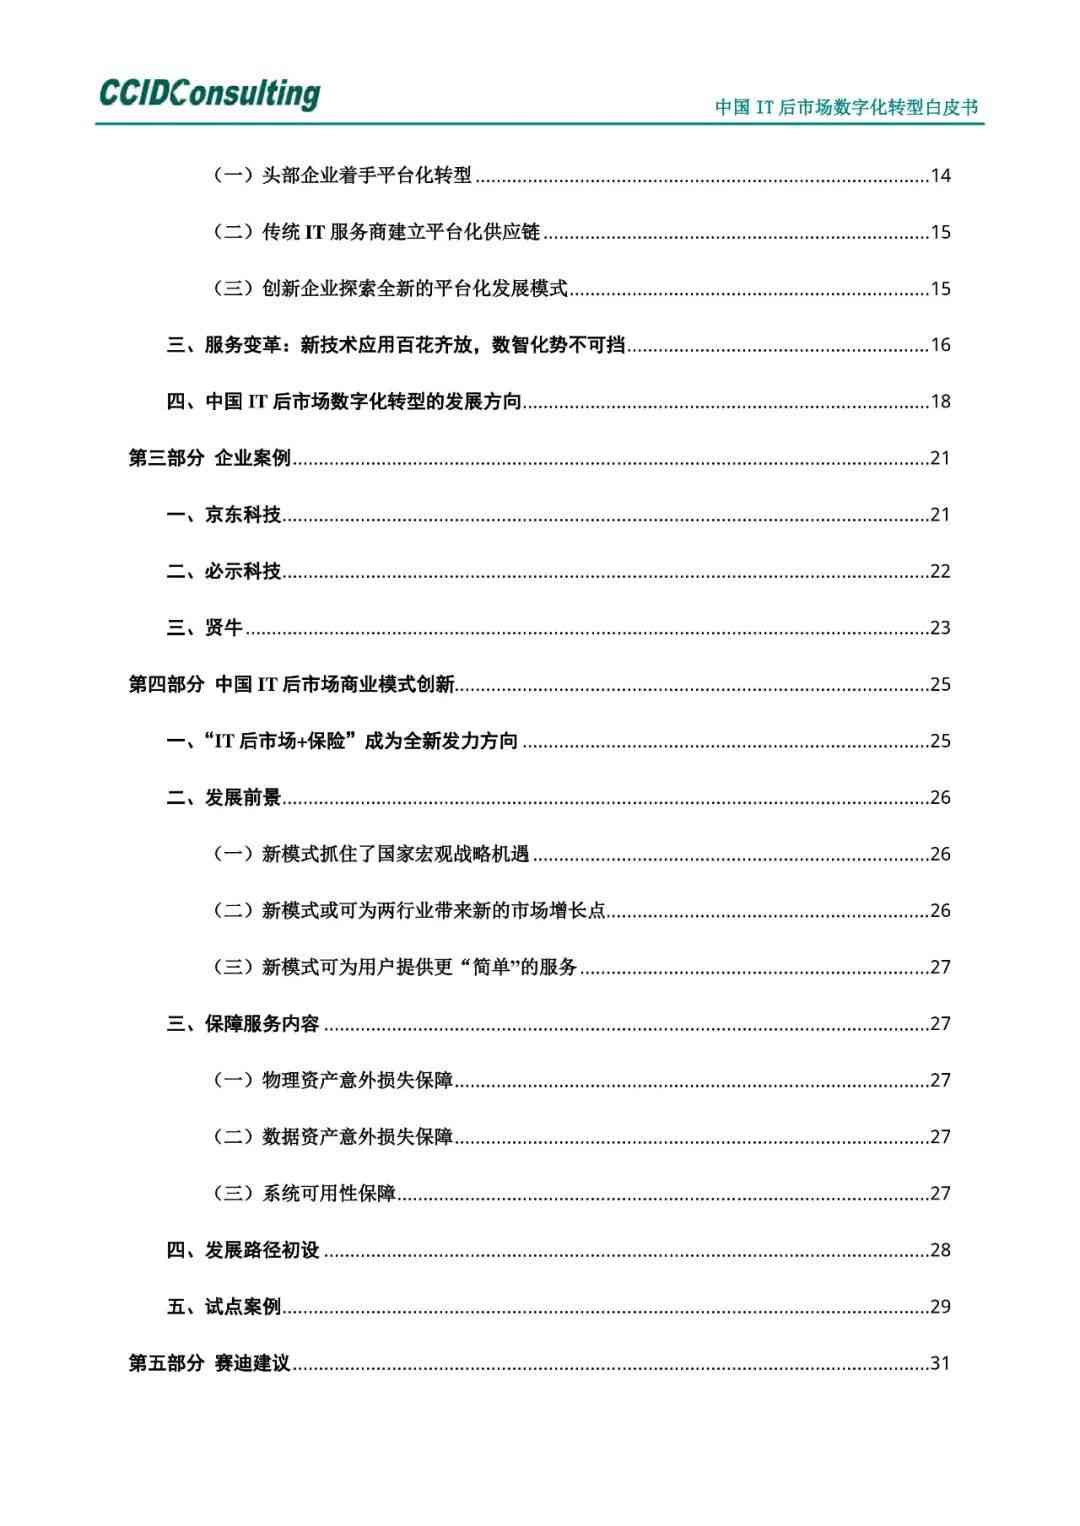 CCIDConsulting
中国 IT 后市场数字化转型白皮书
（一）头部企业着手平台化转型........................................14
（二）传统 IT 服务商建立平台化供应链........................................15
（三）创新企业探索全新的平台化发展模式........................................15
三、服务变革：新技术应用百花齐放，数智化势不可挡........................................16
四、中国 IT 后市场数字化转型的发展方向........................................18
第三部分 企业案例........................................21
一、京东科技........................................21
二、必示科技........................................22
三、贤牛........................................23
第四部分 中国 IT 后市场商业模式创新........................................25
一、“IT 后市场+保险”成为全新发力方向........................................25
二、发展前景........................................26
（一）新模式抓住了国家宏观战略机遇........................................26
（二）新模式或可为两行业带来新的市场增长点........................................26
（三）新模式可为用户提供更“简单”的服务........................................27
三、保障服务内容........................................27
（一）物理资产意外损失保障........................................27
（二）数据资产意外损失保障........................................27
（三）系统可用性保障........................................27
四、发展路径初设........................................28
五、试点案例........................................29
第五部分 赛迪建议........................................31